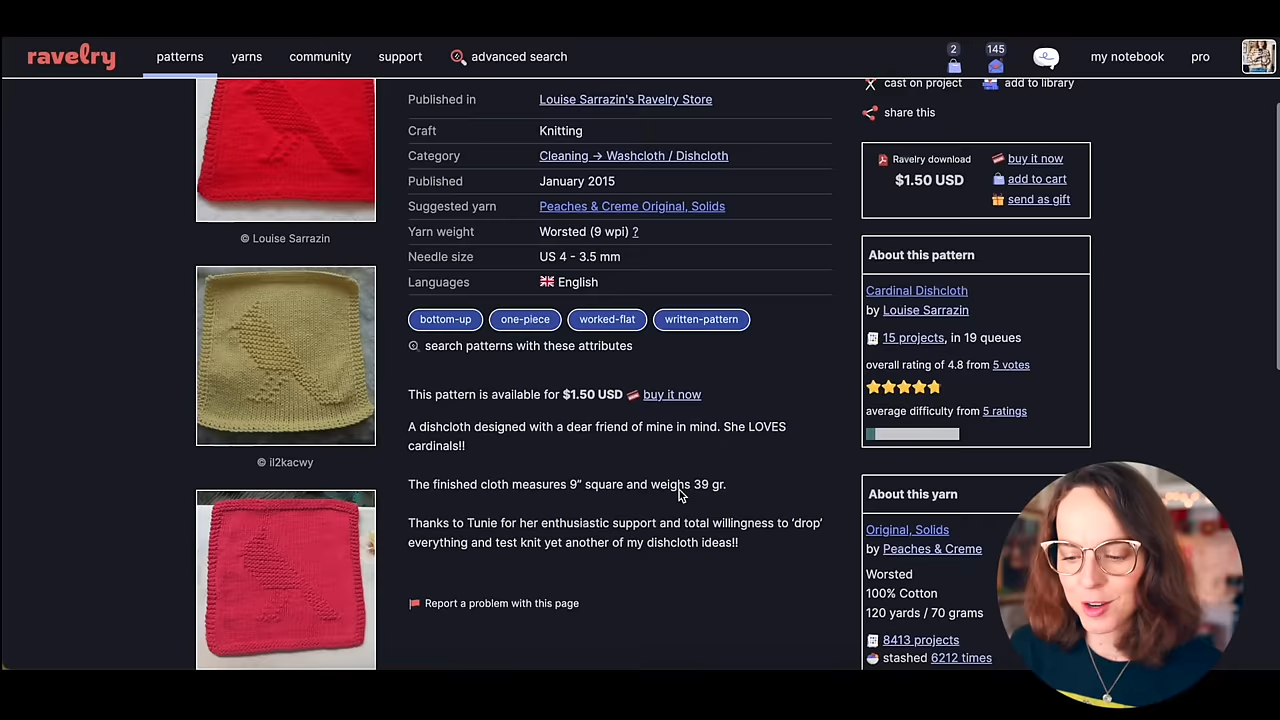 ravelry
patterns
yarns
community
support
advanced search
2
145
my notebook
pro
cast on project
add to library
share this
© Louise Sarrazin
© il2kacwy
Published in Louise Sarrazin's Ravelry Store
Craft Knitting
Category Cleaning → Washcloth / Dishcloth
Published January 2015
Suggested yarn Peaches & Creme Original, Solids
Yarn weight Worsted (9 wpi) ?
Needle size US 4 - 3.5 mm
Languages English
bottom-up one-piece worked-flat written-pattern
search patterns with these attributes
This pattern is available for $1.50 USD buy it now
A dishcloth designed with a dear friend of mine in mind. She LOVES
cardinals!!
The finished cloth measures 9” square and weighs 39 gr.
Thanks to Tunie for her enthusiastic support and total willingness to ‘drop’
everything and test knit yet another of my dishcloth ideas!!
Report a problem with this page
Ravelry download
$1.50 USD
buy it now
add to cart
send as gift
About this pattern
Cardinal Dishcloth
by Louise Sarrazin
15 projects, in 19 queues
overall rating of 4.8 from 5 votes
average difficulty from 5 ratings
About this yarn
Original, Solids
by Peaches & Creme
Worsted
100% Cotton
120 yards / 70 grams
8413 projects
stashed 6212 times